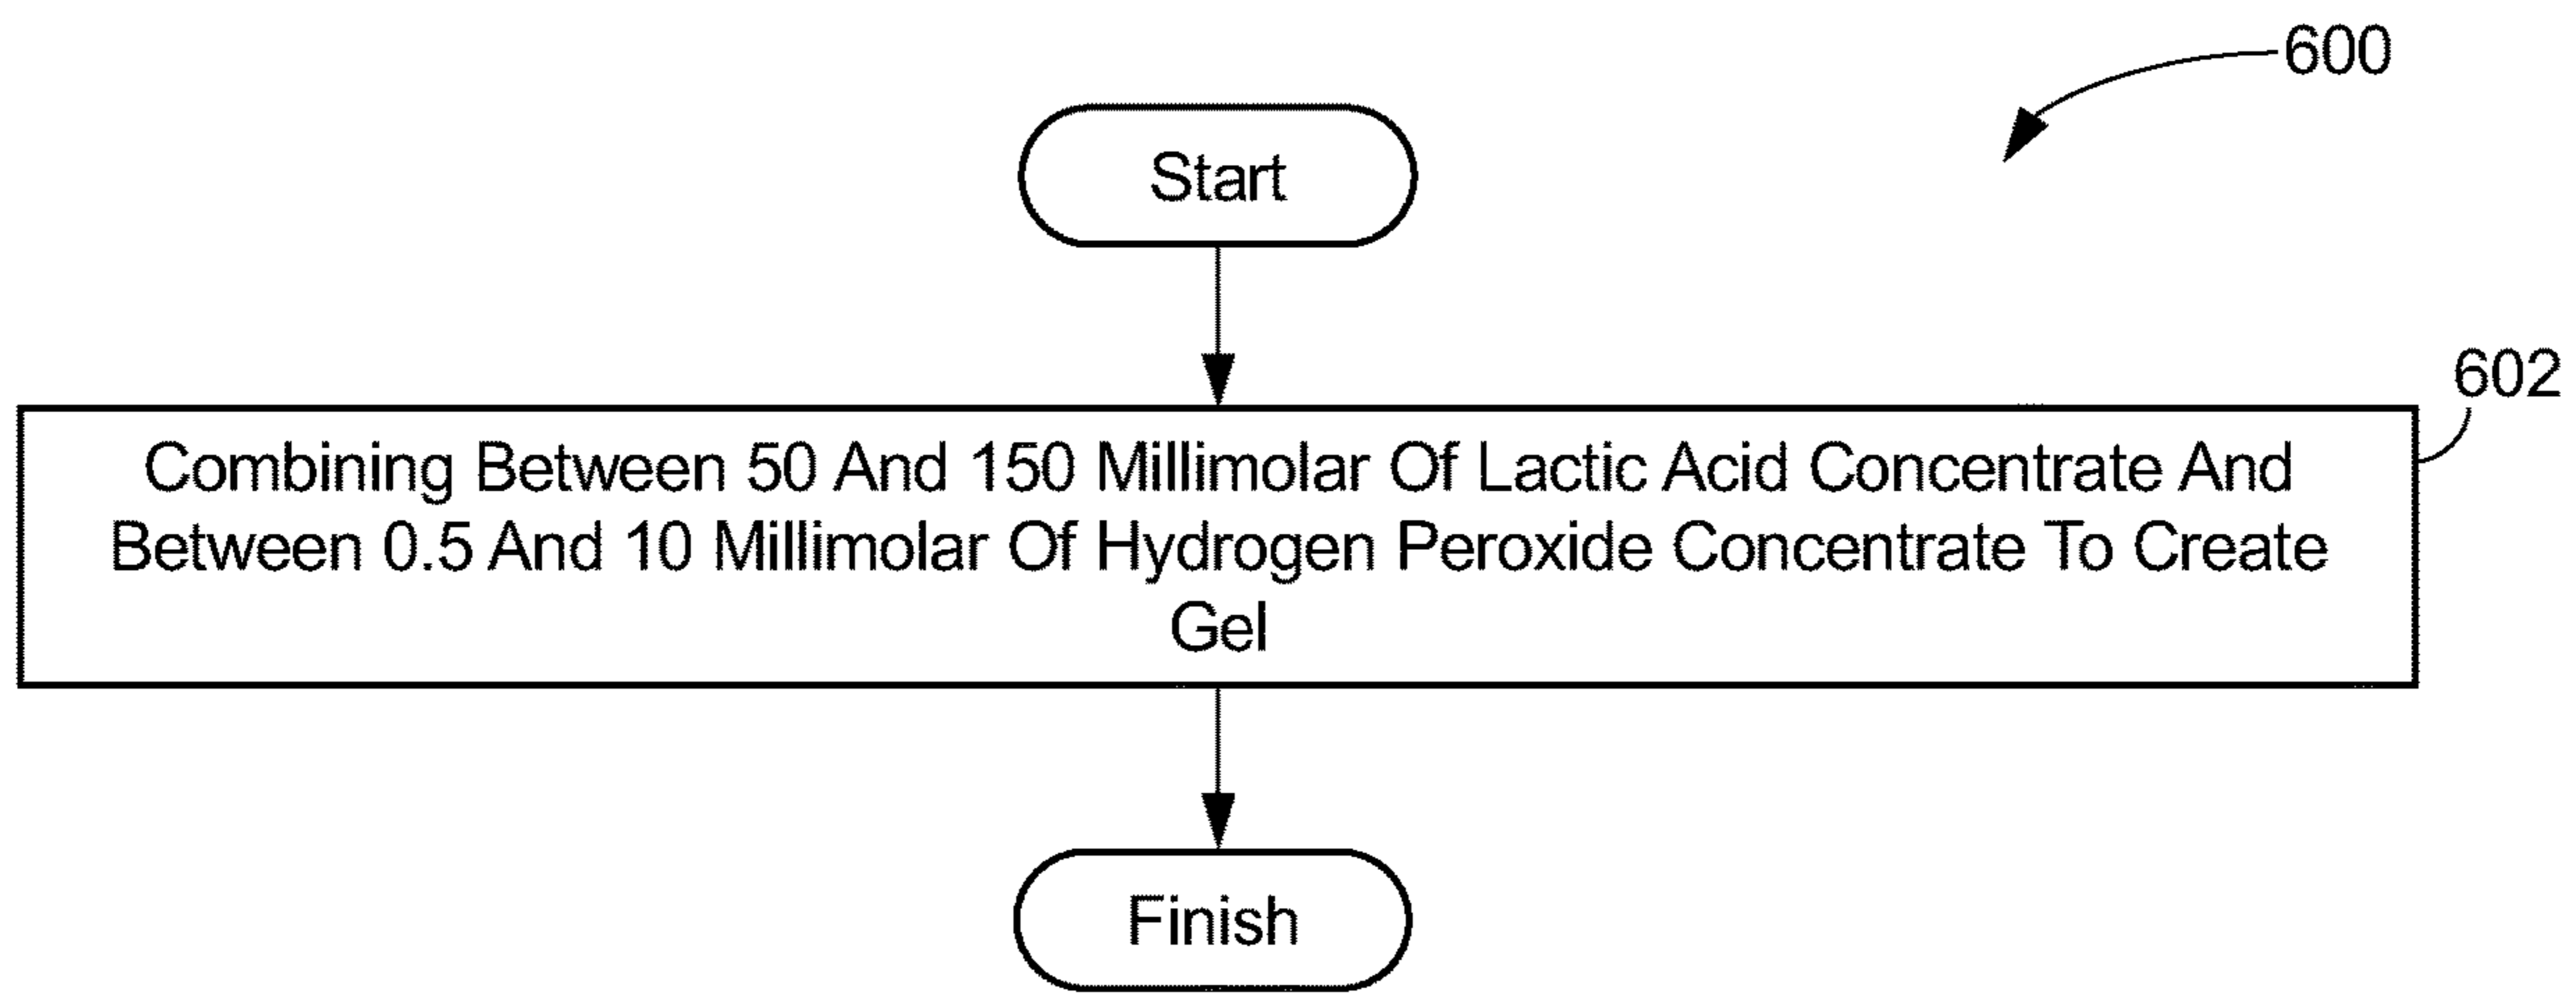 600
Start
602
Combining Between 50 And 150 Millimolar Of Lactic Acid Concentrate And
Between 0.5 And 10 Millimolar Of Hydrogen Peroxide Concentrate To Create
Gel
Finish